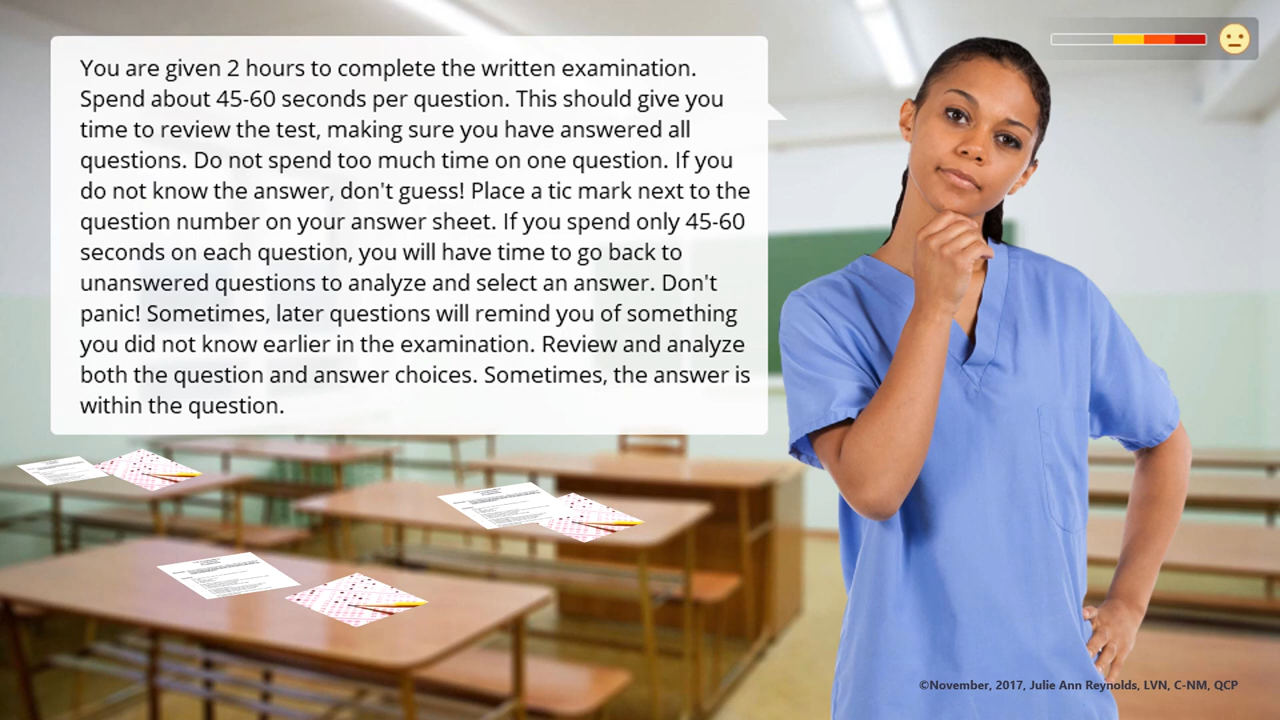 You are given 2 hours to complete the written examination.
Spend about 45-60 seconds per question. This should give you
time to review the test, making sure you have answered all
questions. Do not spend too much time on one question. If you
do not know the answer, don't guess! Place a tic mark next to the
question number on your answer sheet. If you spend only 45-60
seconds on each question, you will have time to go back to
unanswered questions to analyze and select an answer. Don't
panic! Sometimes, later questions will remind you of something
you did not know earlier in the examination. Review and analyze
both the question and answer choices. Sometimes, the answer is
within the question.
©November, 2017, Julie Ann Reynolds, LVN, C-NM, QCP